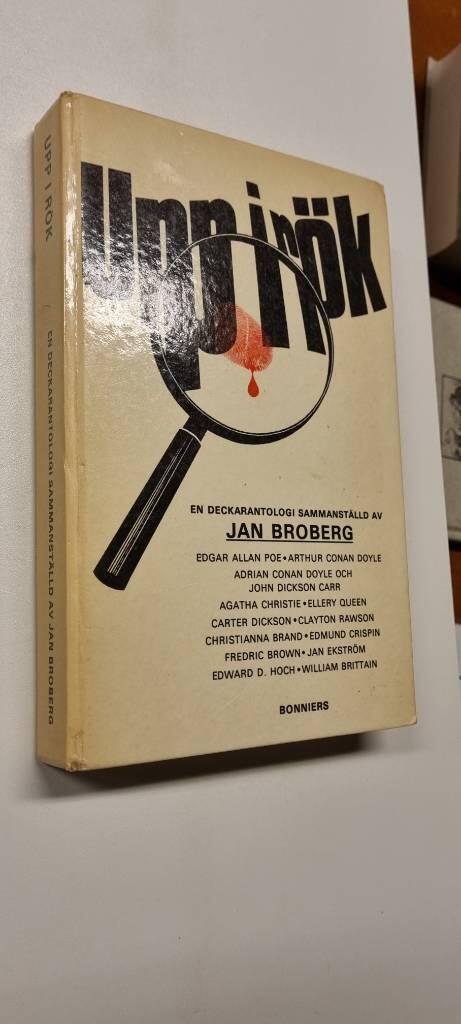 UPP I RÖK
EN DECKARANTOLOGI SAMMANSTÄLLD AV JAN BROBERG
Upp i rök
EN DECKARANTOLOGI SAMMANSTÄLLD AV
JAN BROBERG
EDGAR ALLAN POE • ARTHUR CONAN DOYLE
ADRIAN CONAN DOYLE OCH
JOHN DICKSON CARR
AGATHA CHRISTIE • ELLERY QUEEN
CARTER DICKSON • CLAYTON RAWSON
CHRISTIANNA BRAND • EDMUND CRISPIN
FREDRIC BROWN • JAN EKSTRÖM
EDWARD D. HOCH • WILLIAM BRITTAIN
BONNIERS